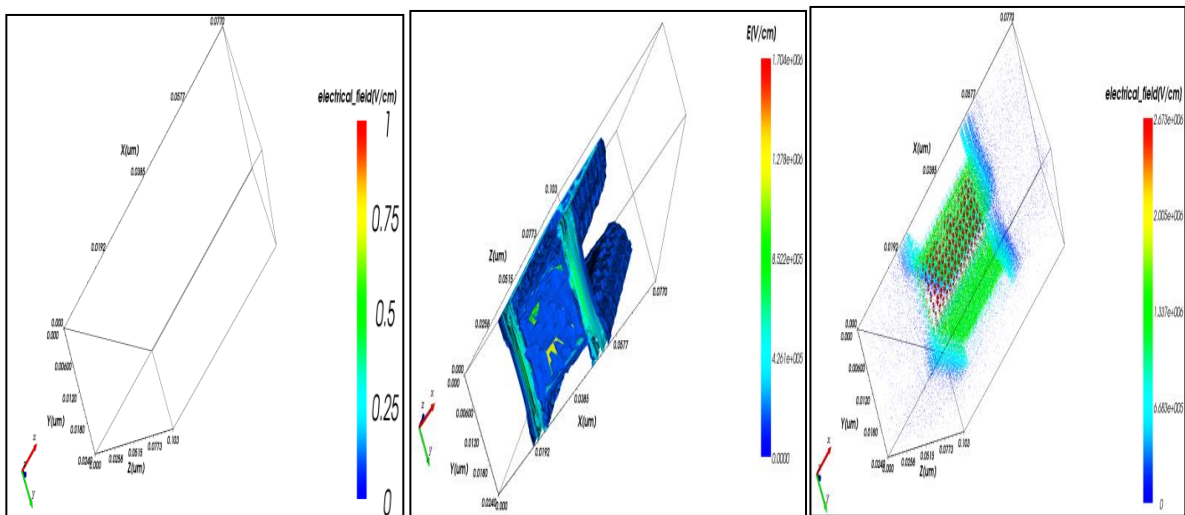 0.0770
0.0577
electrical_field(V/cm)
X(um)
1
0.0385
0.75
0.0192
0.5
0.000
0.000
0.00600
0.25
0.0120
Y(um)
0.0180
0.103
0.0773
0.0515
0.0258
0.0240
0.000
Z(um)
0
x
y
0.0770
E(V/cm)
1.704e+006
1.278e+006
0.103
0.0773
Z(um)
0.0515
0.0770
8.522e+005
0.0258
0.0577
0.000
0.000
0.0385
4.261e+005
0.00600
X(um)
0.0120
Y(um)
0.0192
0.0180
0.0000
0.0240
0.000
z
x
y
0.0770
0.0577
electrical_field(V/cm)
X(um)
2.673e+006
0.0385
2.005e+006
0.0192
1.337e+006
0.000
0.000
0.00600
6.683e+005
0.0120
Y(um)
0.0180
0.103
0.0773
0.0515
0.0258
0.0240
0.000
Z(um)
0
x
y